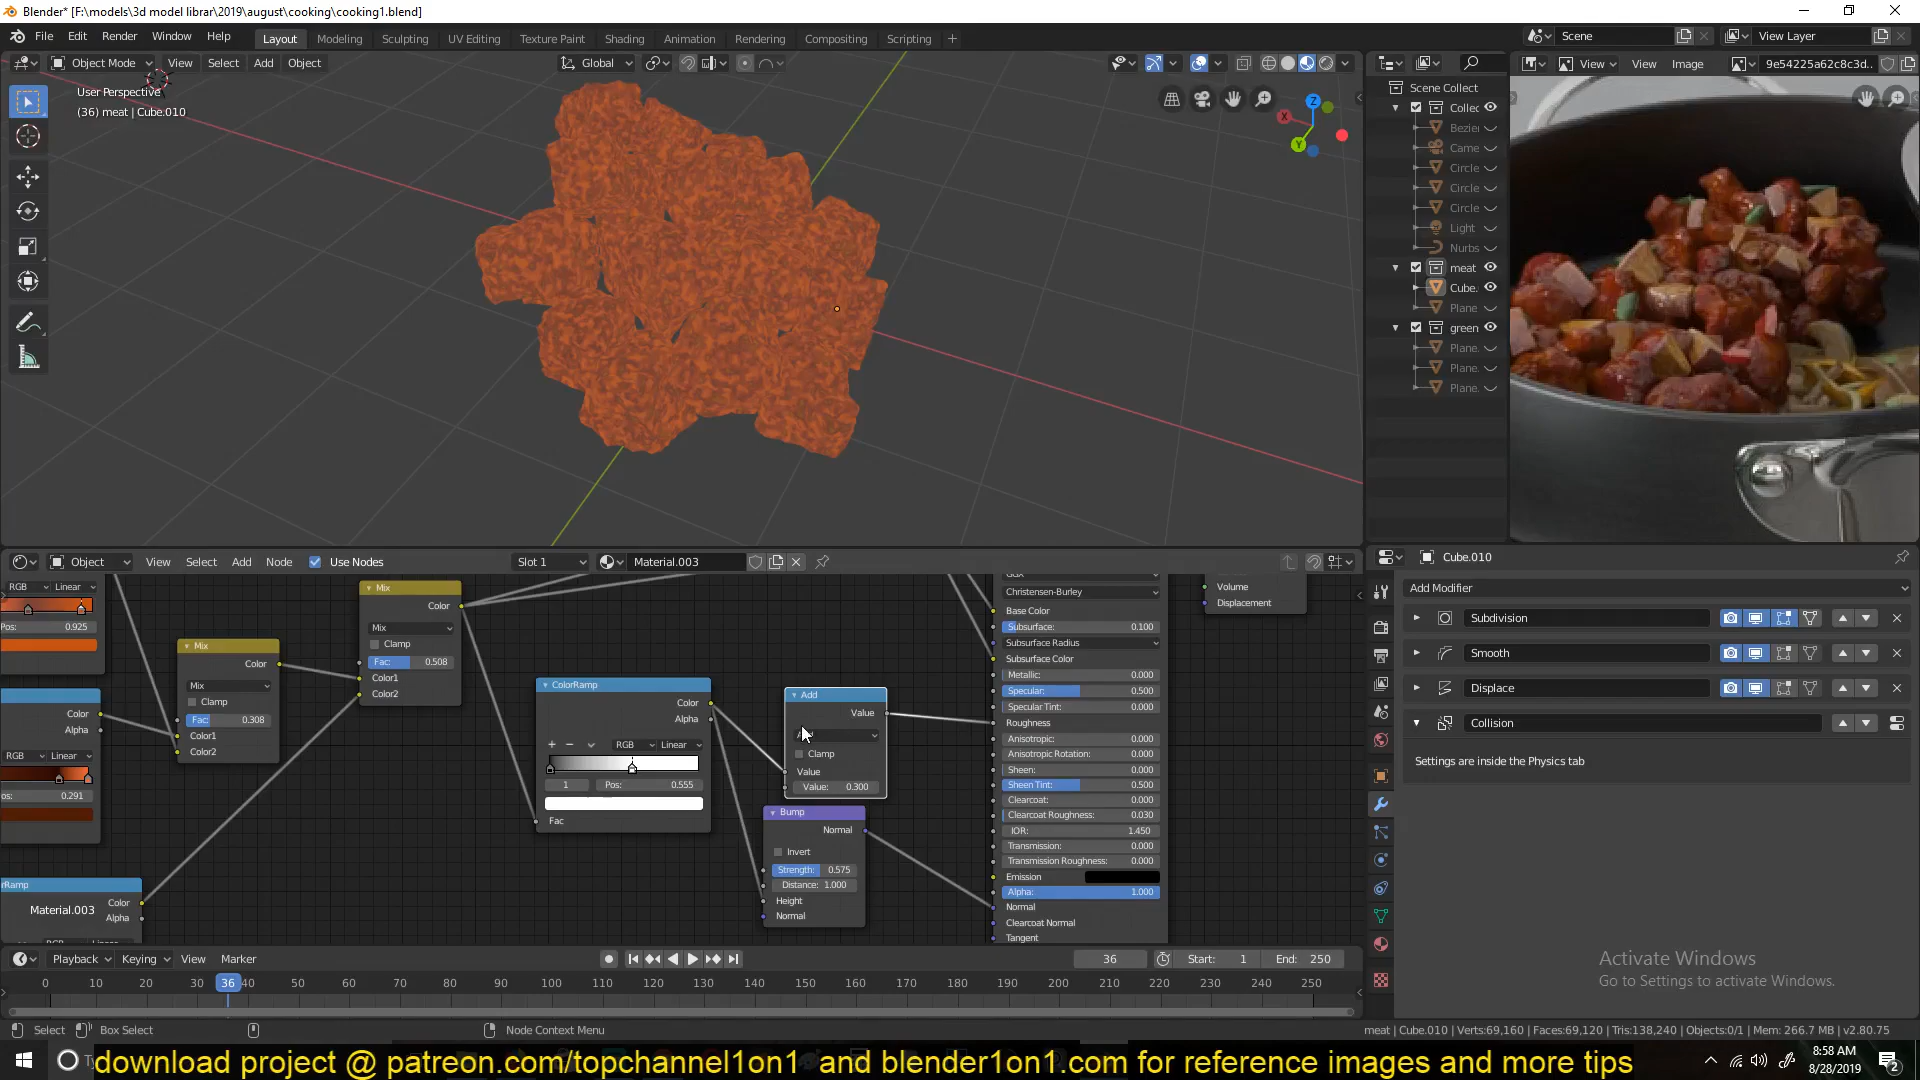 Blender* [F:\models\3d model librar\2019\august\cooking\cooking1.blend]
File Edit Render Window Help
Layout Modeling Sculpting UV Editing Texture Paint Shading Animation Rendering Compositing Scripting +
Scene
View Layer
Object Mode View Select Add Object
Global
View View Image 9e54225a62c8c3d..
User Perspective
(36) meat | Cube.010
Z
X
Y
Scene Collect
Collec
Bezie
Came
Circle
Circle
Circle
Light
Nurbs
meat
Cube.
Plane
green
Plane.
Plane.
Plane.
Object View Select Add Node Use Nodes Slot 1 Material.003
RGB Linear
Pos: 0.925
Color
Alpha
RGB Linear
os: 0.291
rRamp
Color
Alpha
Material.003
Mix
Color
Mix
Clamp
Fac: 0.308
Color1
Color2
Mix
Color
Mix
Clamp
Fac: 0.508
Color1
Color2
ColorRamp
Color
Alpha
RGB Linear
1 Pos: 0.555
Fac
Add
Value
Clamp
Value
Value: 0.300
Bump
Normal
Invert
Strength: 0.575
Distance: 1.000
Height
Normal
Christensen-Burley
Base Color
Subsurface: 0.100
Subsurface Radius
Subsurface Color
Metallic: 0.000
Specular: 0.500
Specular Tint: 0.000
Roughness
Anisotropic: 0.000
Anisotropic Rotation: 0.000
Sheen: 0.000
Sheen Tint: 0.500
Clearcoat: 0.000
Clearcoat Roughness: 0.030
IOR: 1.450
Transmission: 0.000
Transmission Roughness: 0.000
Emission
Alpha: 1.000
Normal
Clearcoat Normal
Tangent
Volume
Displacement
Cube.010
Add Modifier
Subdivision
Smooth
Displace
Collision
Settings are inside the Physics tab
Activate Windows
Go to Settings to activate Windows.
Playback Keying View Marker
36 Start: 1 End: 250
0 10 20 30 36 40 50 60 70 80 90 100 110 120 130 140 150 160 170 180 190 200 210 220 230 240 250
Select Box Select Node Context Menu
meat | Cube.010 | Verts:69,160 | Faces:69,120 | Tris:138,240 | Objects:0/1 | Mem: 266.7 MB | v2.80.75
download project @ patreon.com/topchannel1on1 and blender1on1.com for reference images and more tips
8:58 AM
8/28/2019
2